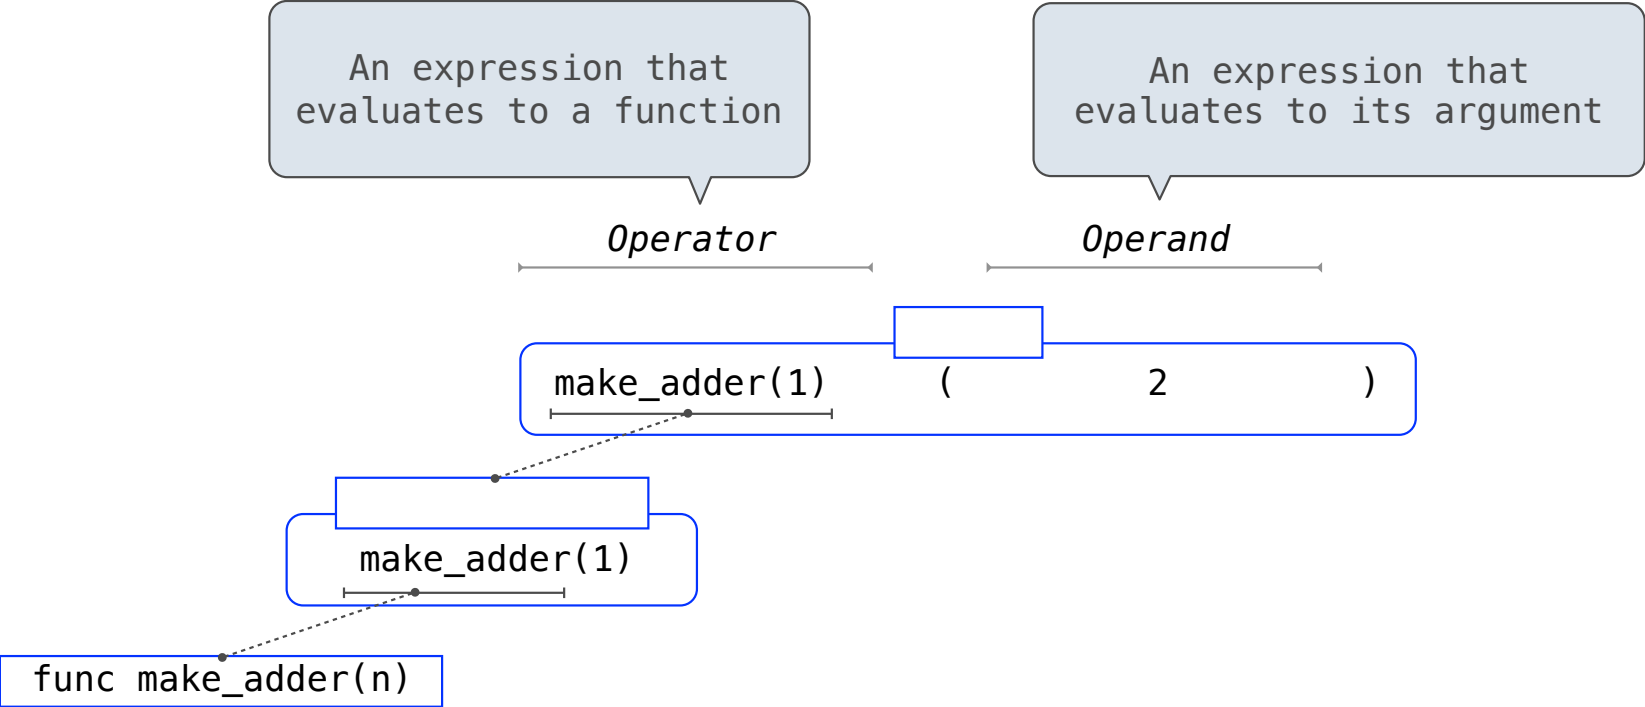 An expression that
evaluates to a function
An expression that
evaluates to its argument
Operator
Operand
make_adder(1) ( 2 )
make_adder(1)
func make_adder(n)